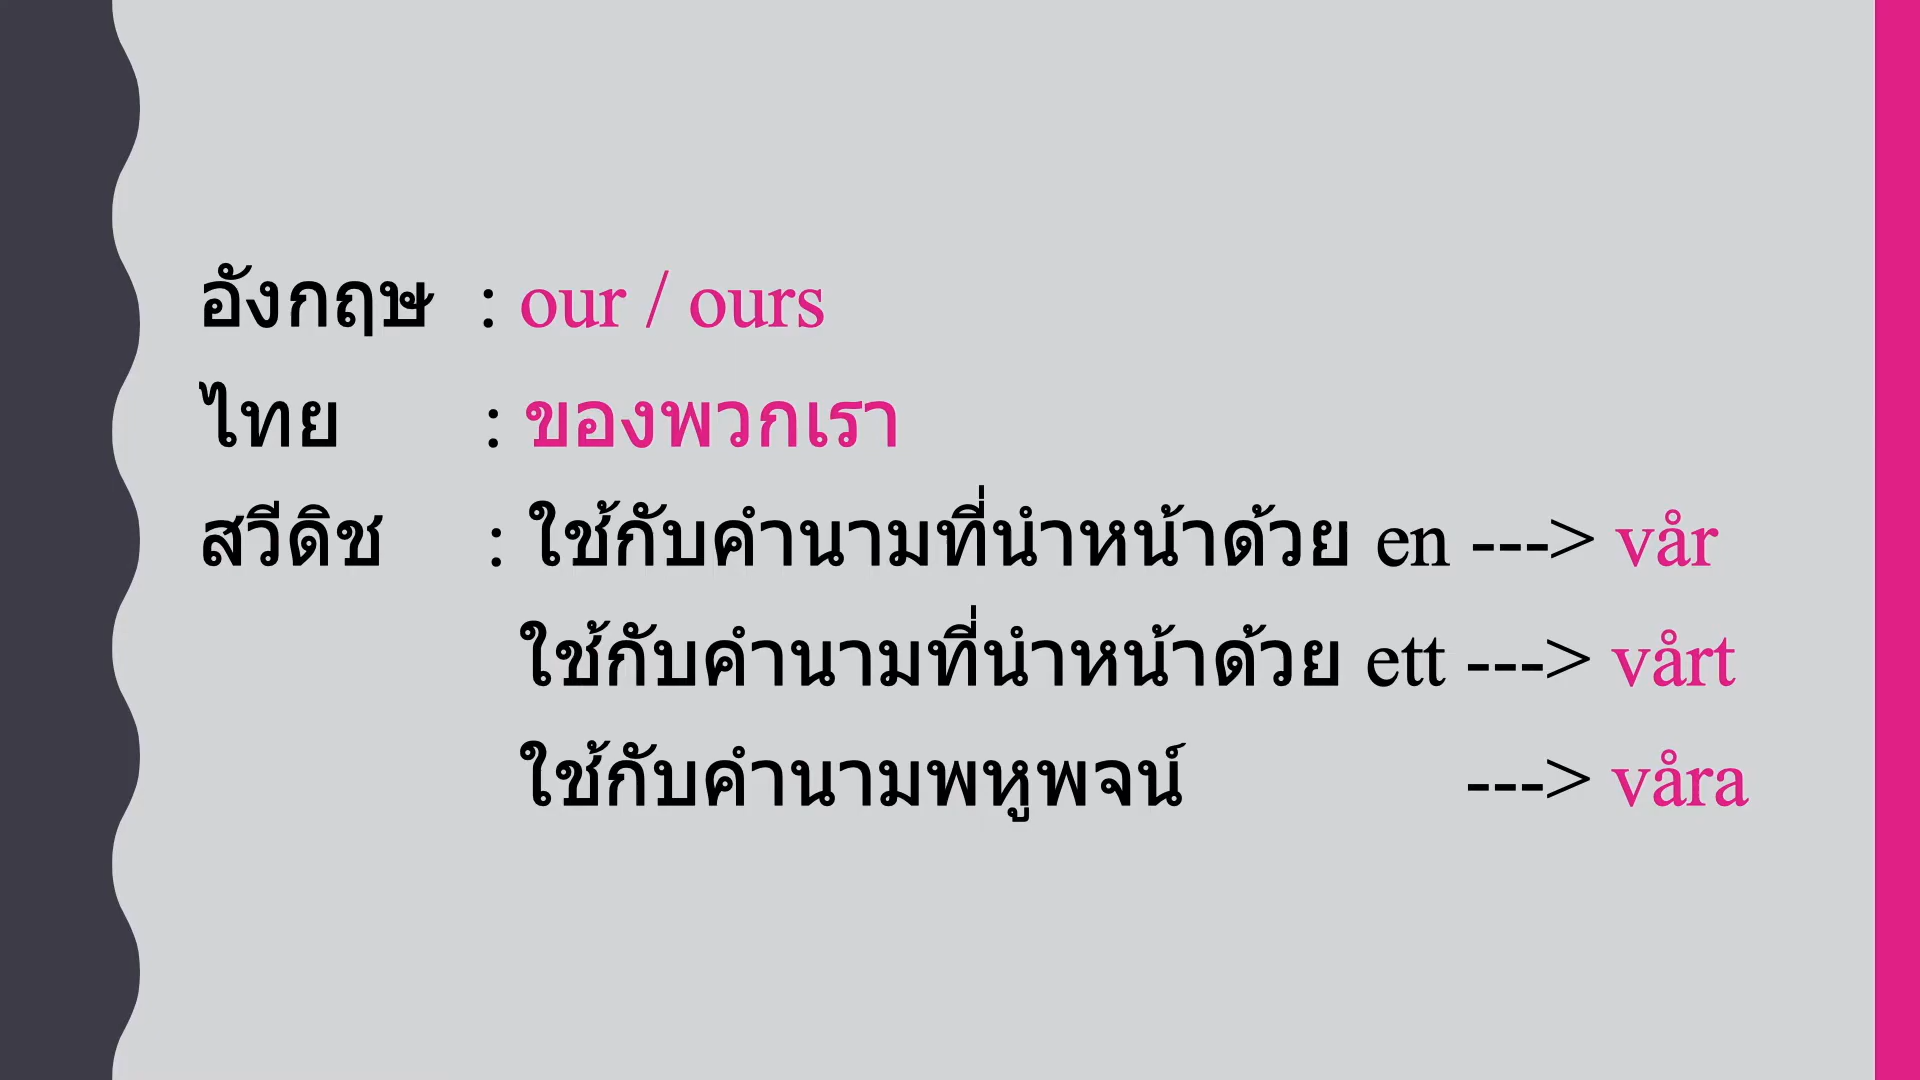 อังกฤษ : our / ours
ไทย : ของพวกเรา
สวีดิช : ใช้กับคำนามที่นำหน้าด้วย en ---> vår
ใช้กับคำนามที่นำหน้าด้วย ett ---> vårt
ใช้กับคำนามพหูพจน์ ---> våra